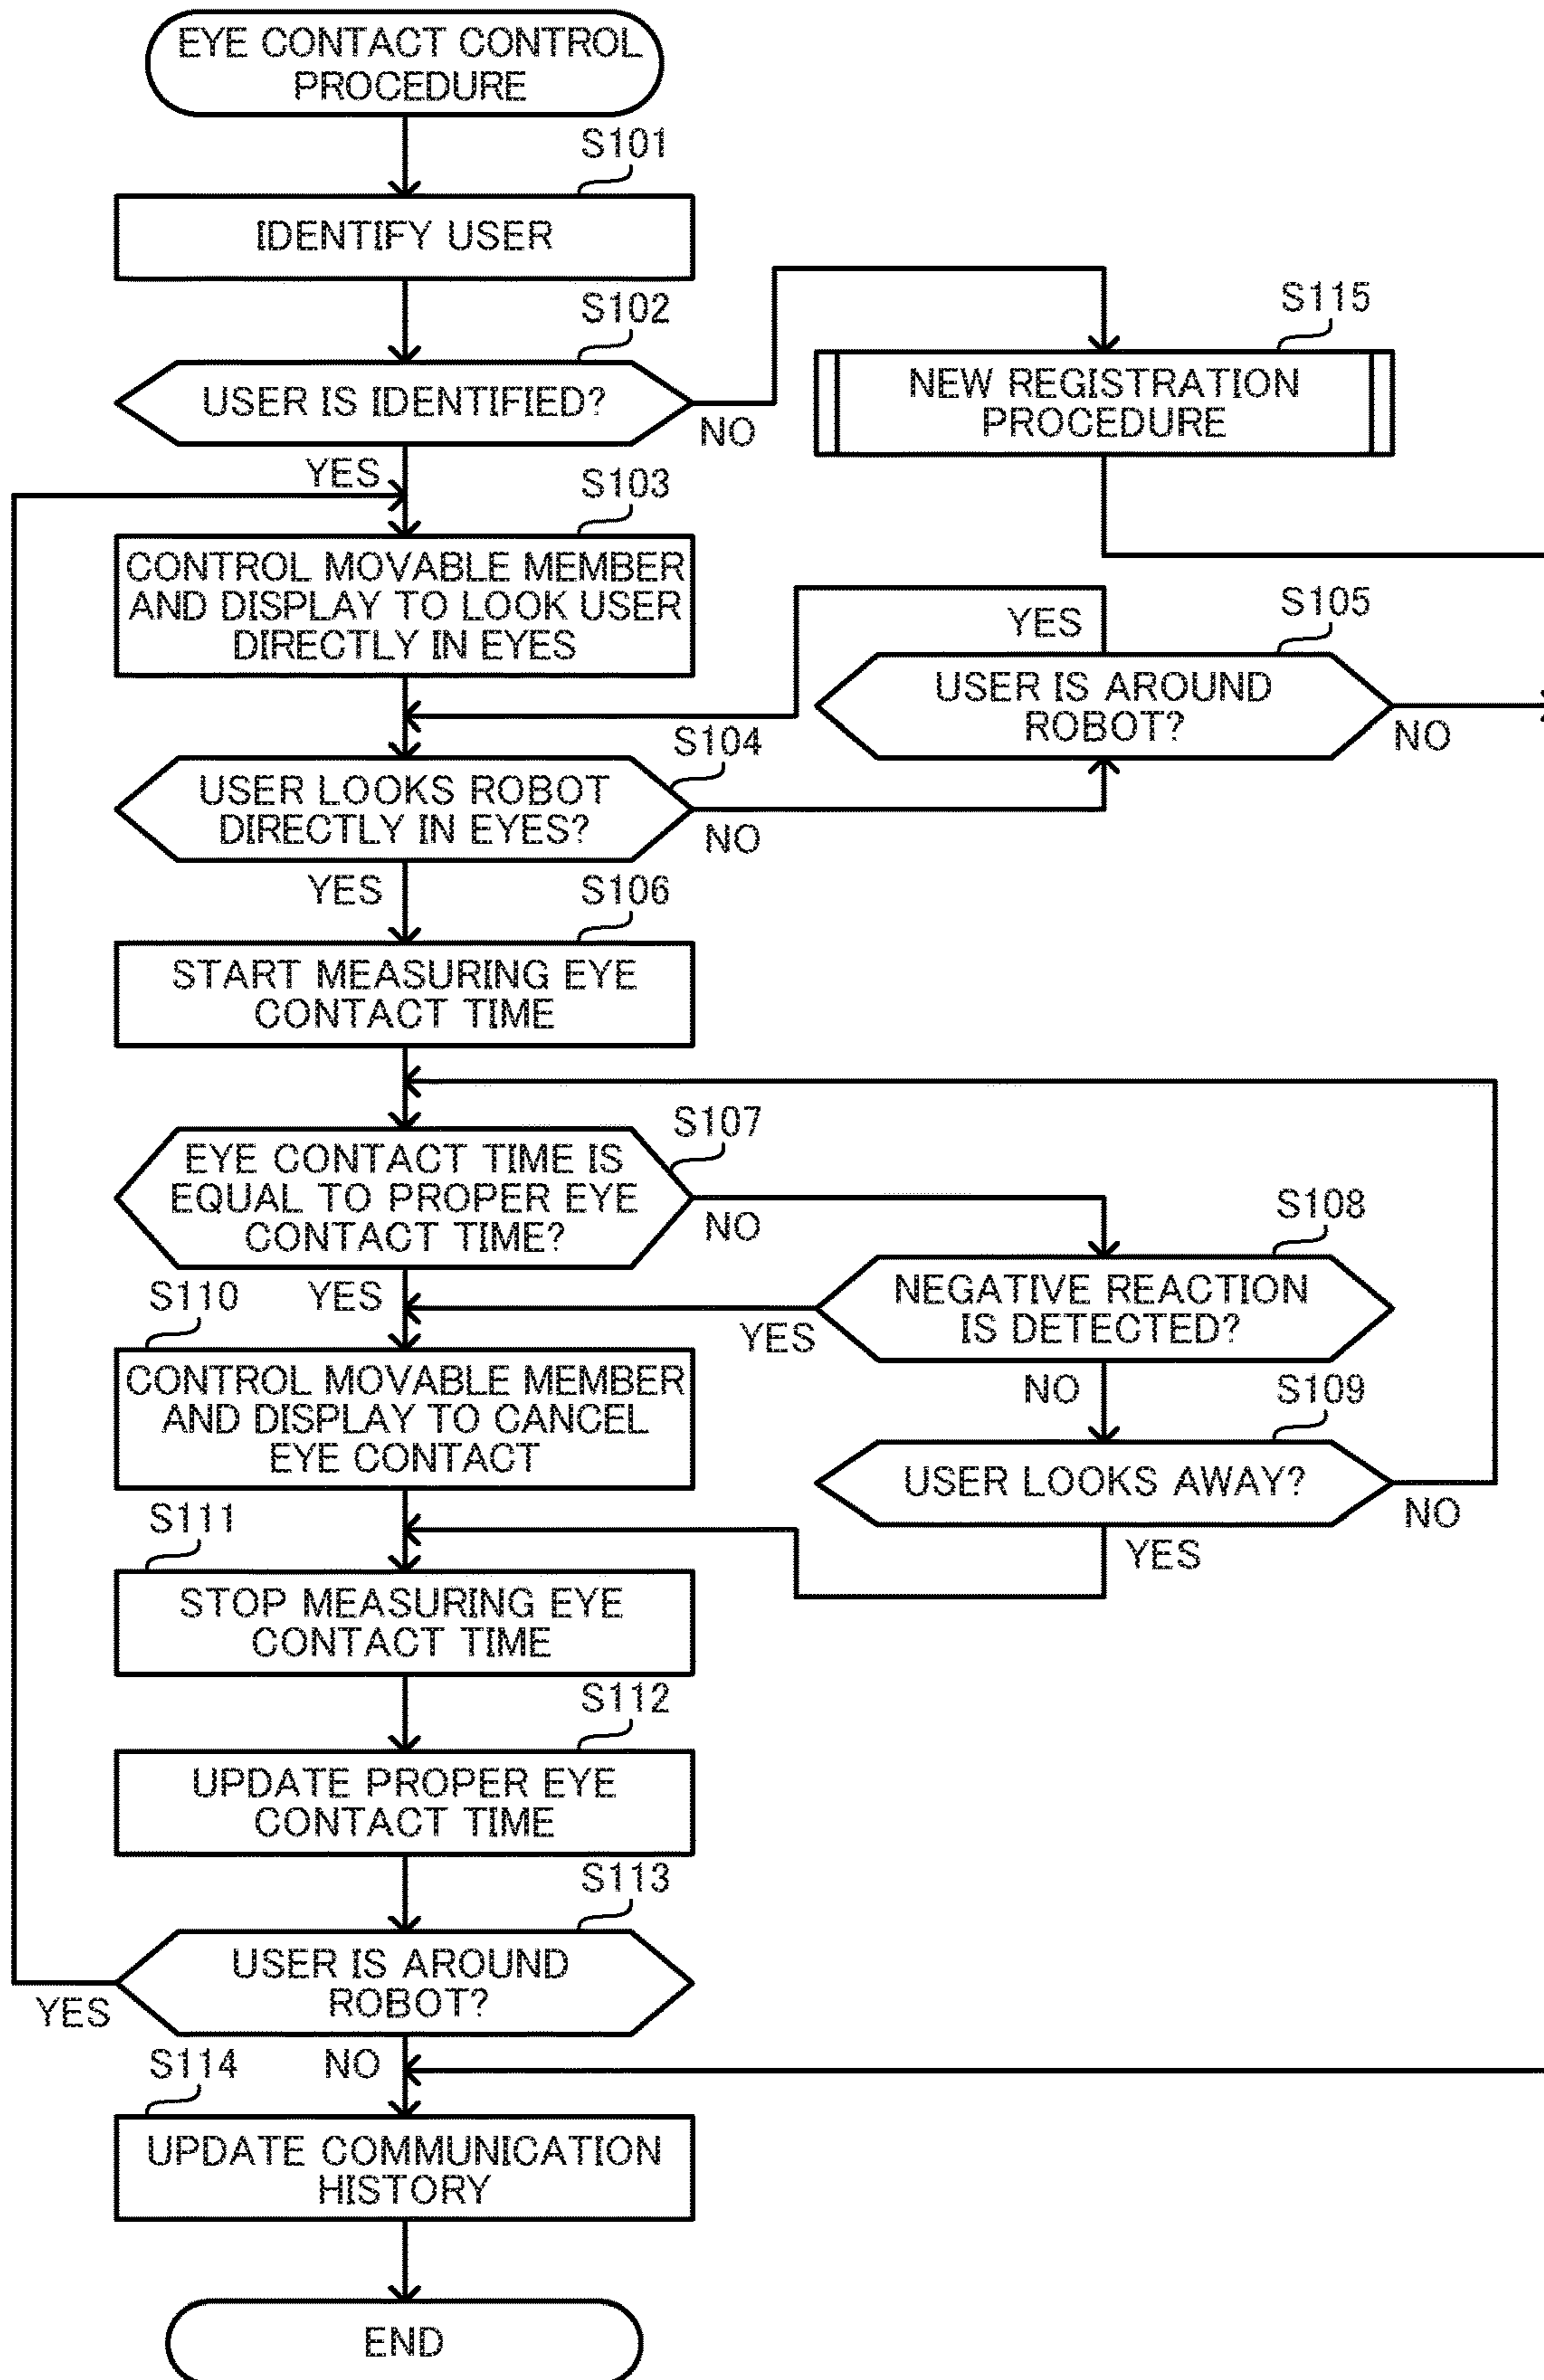 EYE CONTACT CONTROL
PROCEDURE
S101
IDENTIFY USER
S102
USER IS IDENTIFIED?
NO
YES
S115
NEW REGISTRATION
PROCEDURE
S103
CONTROL MOVABLE MEMBER
AND DISPLAY TO LOOK USER
DIRECTLY IN EYES
S105
YES
USER IS AROUND
ROBOT?
NO
S104
USER LOOKS ROBOT
DIRECTLY IN EYES?
NO
YES
S106
START MEASURING EYE
CONTACT TIME
S107
EYE CONTACT TIME IS
EQUAL TO PROPER EYE
CONTACT TIME?
NO
YES
S108
NEGATIVE REACTION
IS DETECTED?
YES
NO
S109
USER LOOKS AWAY?
NO
YES
S110
CONTROL MOVABLE MEMBER
AND DISPLAY TO CANCEL
EYE CONTACT
S111
STOP MEASURING EYE
CONTACT TIME
S112
UPDATE PROPER EYE
CONTACT TIME
S113
USER IS AROUND
ROBOT?
YES
NO
S114
UPDATE COMMUNICATION
HISTORY
END